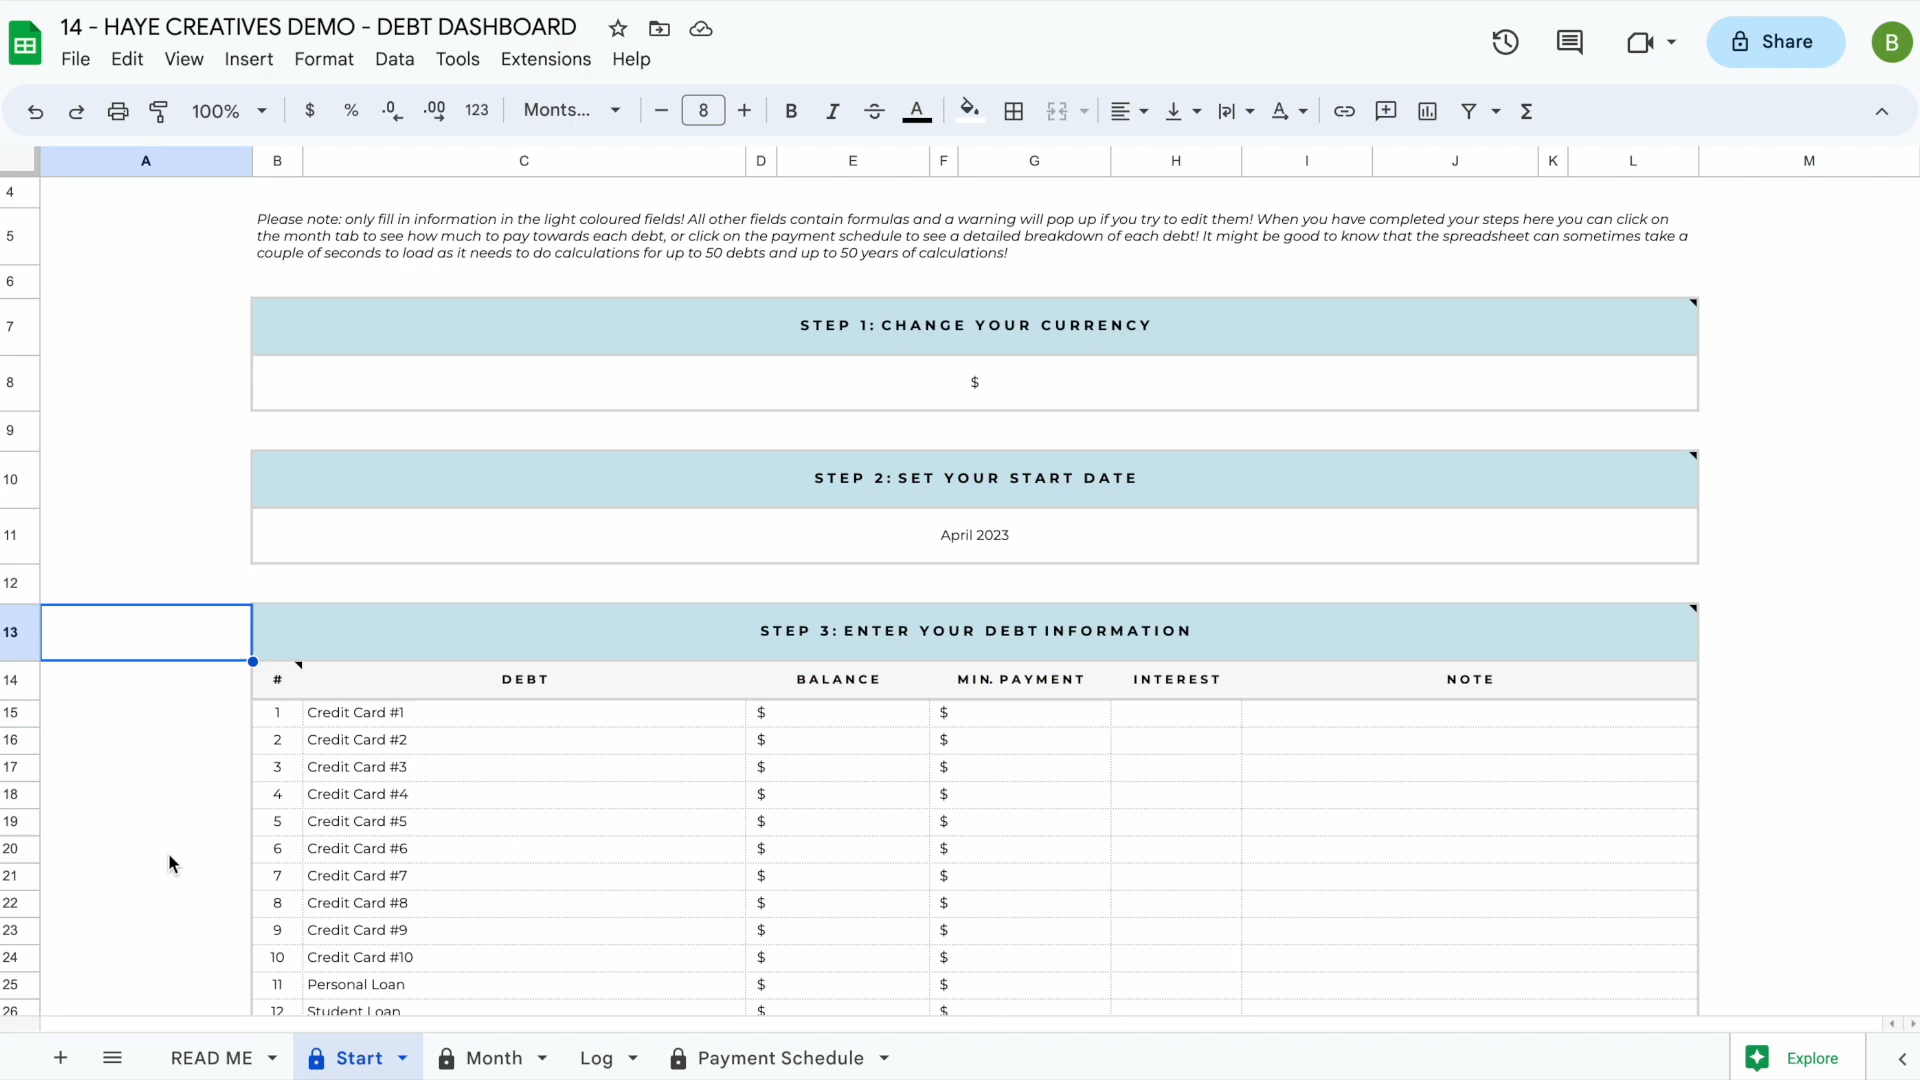 14 - HAYE CREATIVES DEMO - DEBT DASHBOARD
File Edit View Insert Format Data Tools Extensions Help
Share
B
100% $ % .0 .00 123 Monts... 8 B I A
A B C D E F G H I J K L M
4
5 Please note: only fill in information in the light coloured fields! All other fields contain formulas and a warning will pop up if you try to edit them! When you have completed your steps here you can click on
the month tab to see how much to pay towards each debt, or click on the payment schedule to see a detailed breakdown of each debt! It might be good to know that the spreadsheet can sometimes take a
couple of seconds to load as it needs to do calculations for up to 50 debts and up to 50 years of calculations!
6
7 STEP 1: CHANGE YOUR CURRENCY
8 $
9
10 STEP 2: SET YOUR START DATE
11 April 2023
12
13 STEP 3: ENTER YOUR DEBT INFORMATION
14 # DEBT BALANCE MIN. PAYMENT INTEREST NOTE
15 1 Credit Card #1 $ $
16 2 Credit Card #2 $ $
17 3 Credit Card #3 $ $
18 4 Credit Card #4 $ $
19 5 Credit Card #5 $ $
20 6 Credit Card #6 $ $
21 7 Credit Card #7 $ $
22 8 Credit Card #8 $ $
23 9 Credit Card #9 $ $
24 10 Credit Card #10 $ $
25 11 Personal Loan $ $
26 12 Student Loan $ $
READ ME Start Month Log Payment Schedule Explore